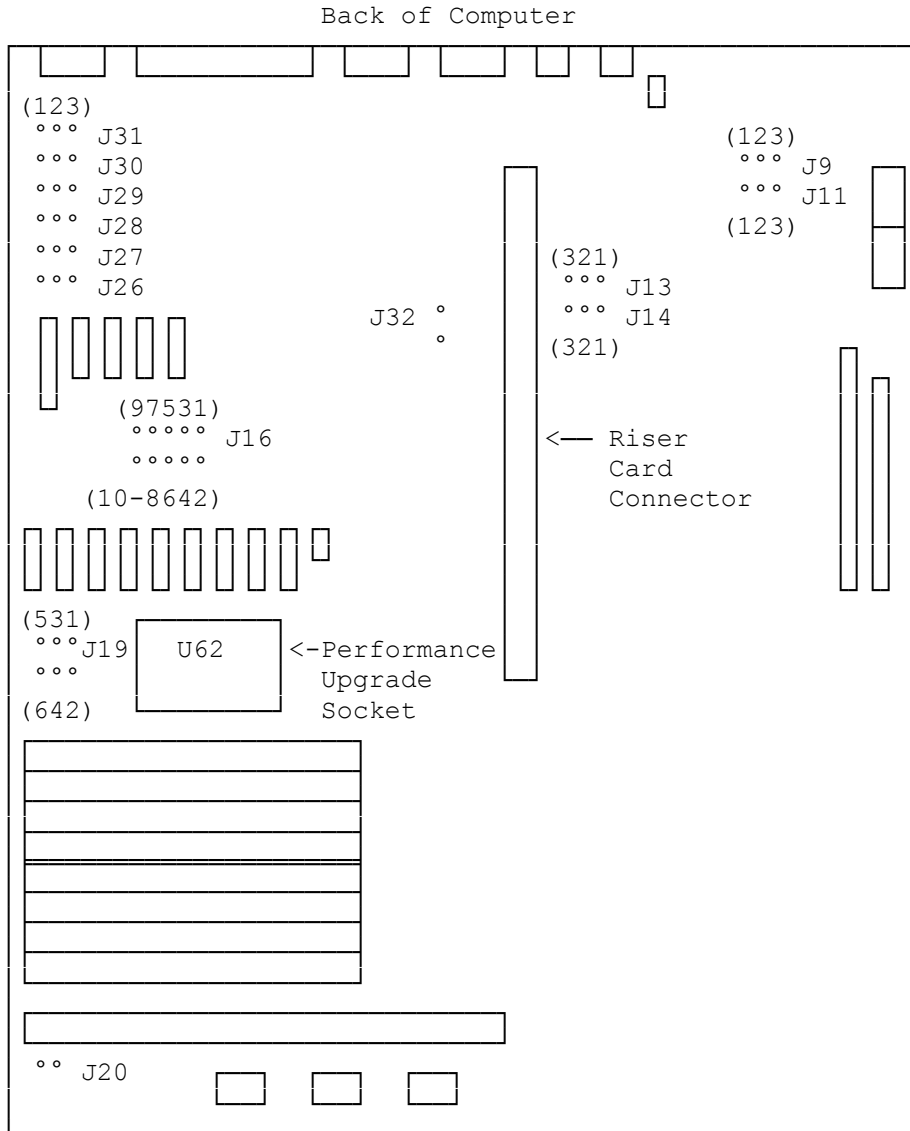 Back of Computer
(123)
°°° J31
(123)
°°° J30
°°° J9
°°° J29
°°° J11
°°° J28
(123)
°°° J27
(321)
°°° J26
°°° J13
J32 °
°°° J14
°
(321)
(97531)
°°°°° J16
<── Riser
°°°°°
Card
(10-8642)
Connector
(531)
°°°J19
U62
<-Performance
°°°
Upgrade
(642)
Socket
°° J20